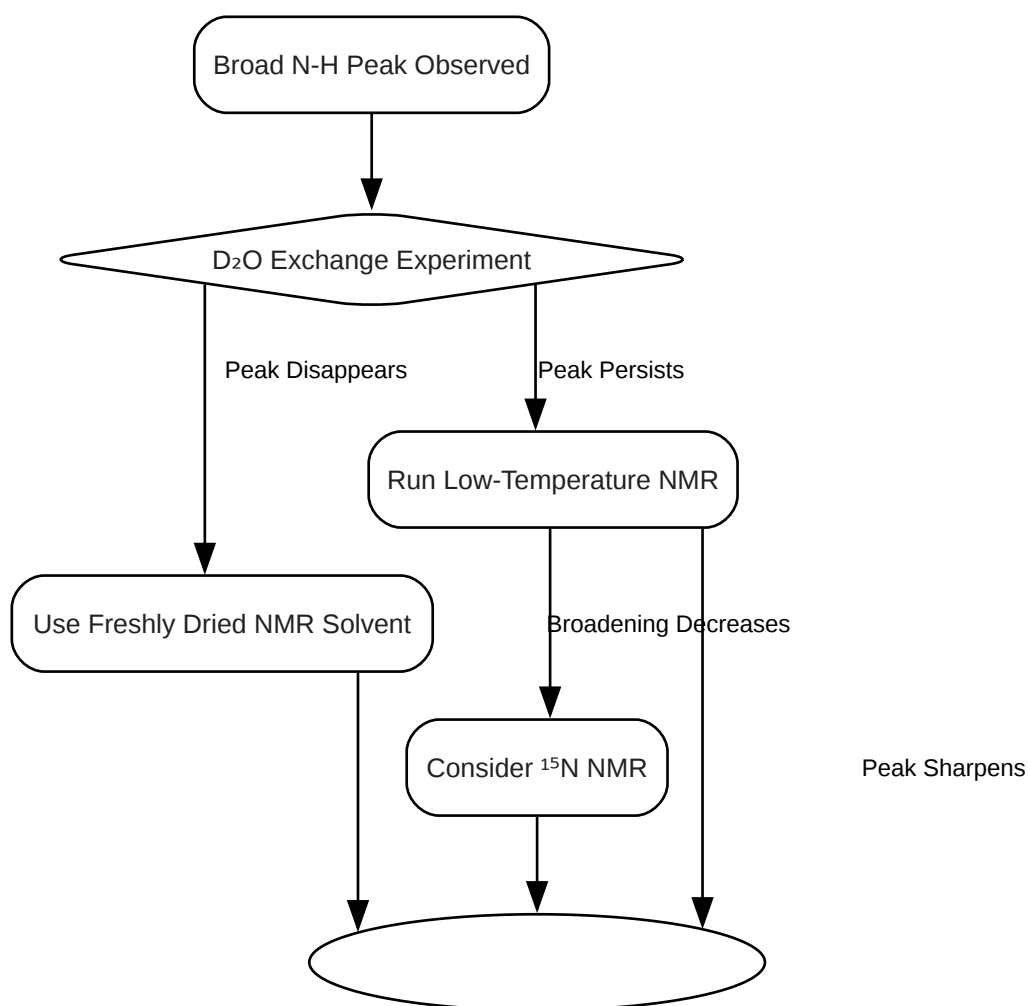 Broad N-H Peak Observed
D₂O Exchange Experiment
Peak Disappears
Peak Persists
Run Low-Temperature NMR
Use Freshly Dried NMR Solvent
Broadening Decreases
Consider ¹⁵N NMR
Peak Sharpens